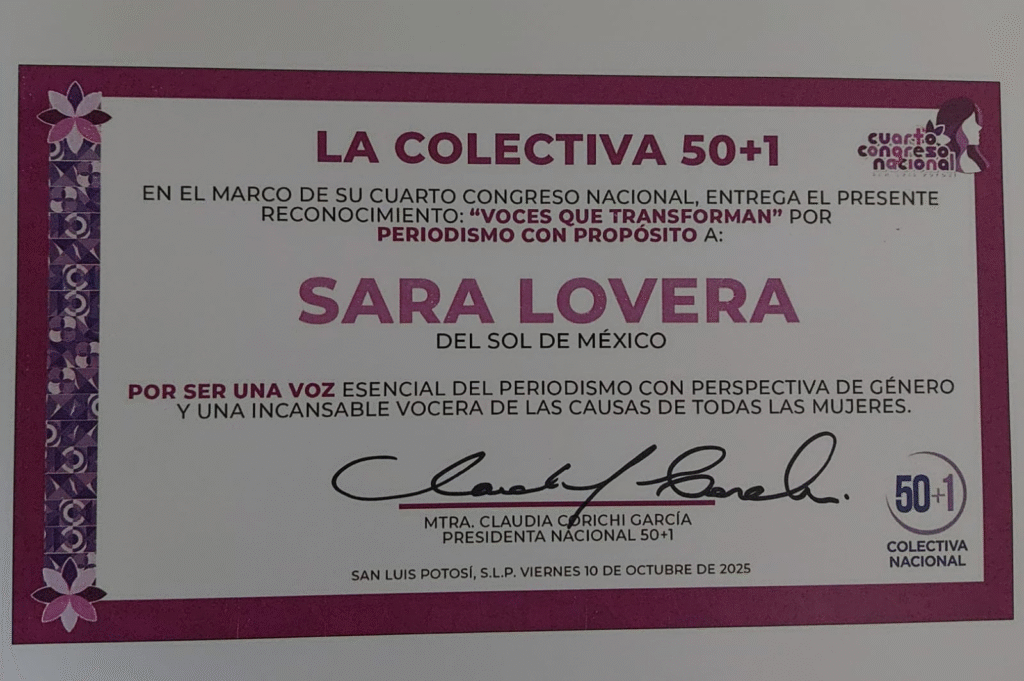 LA COLECTIVA 50+1
cuarto
congreso
nacional
EN EL MARCO DE SU CUARTO CONGRESO NACIONAL, ENTREGA EL PRESENTE
RECONOCIMIENTO: “VOCES QUE TRANSFORMAN” POR
PERIODISMO CON PROPÓSITO A:
SARA LOVERA
DEL SOL DE MÉXICO
POR SER UNA VOZ ESENCIAL DEL PERIODISMO CON PERSPECTIVA DE GÉNERO
Y UNA INCANSABLE VOCERA DE LAS CAUSAS DE TODAS LAS MUJERES.
MTRA. CLAUDIA CORICHI GARCÍA
PRESIDENTA NACIONAL 50+1
50+1
COLECTIVA
NACIONAL
SAN LUIS POTOSÍ, S.L.P. VIERNES 10 DE OCTUBRE DE 2025